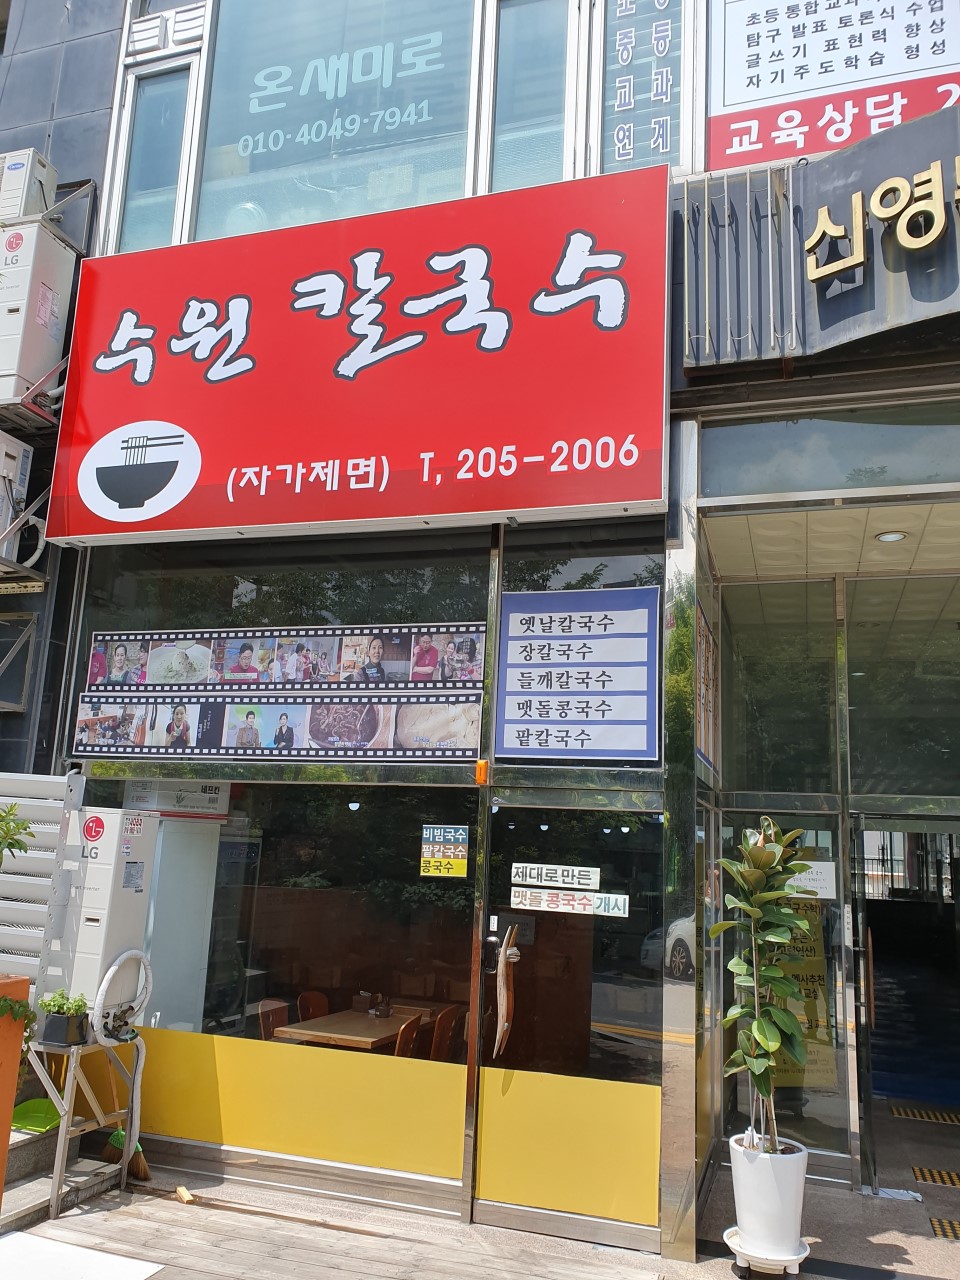 온새미로
010-4049-7941
중등
교과
연계
초등통합교과
탐구 발표 토론식 수업
글쓰기 표현력 향상
자기주도학습 형성
교육상담 2
신영
LG
수원 칼국수
(자가제면) T, 205-2006
옛날칼국수
장칼국수
들깨칼국수
맷돌콩국수
팥칼국수
비빔국수
팥칼국수
콩국수
제대로만든
맷돌콩국수개시
LG